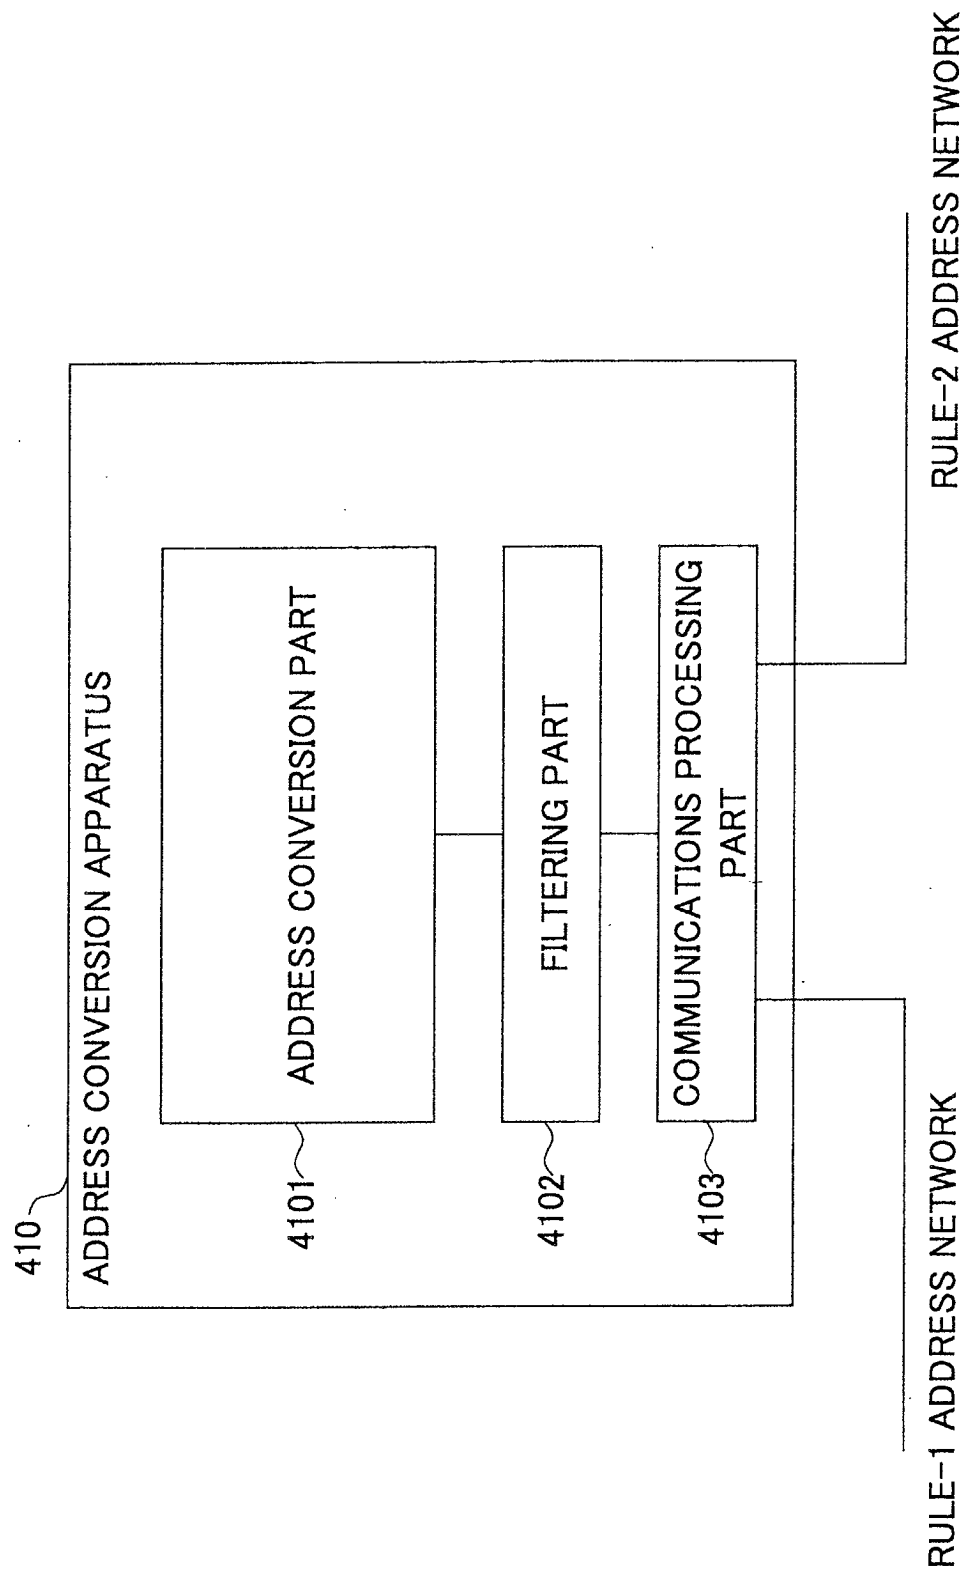 410
ADDRESS CONVERSION APPARATUS
4101
ADDRESS CONVERSION PART
4102
FILTERING PART
4103
COMMUNICATIONS PROCESSING
PART
RULE-1 ADDRESS NETWORK
RULE-2 ADDRESS NETWORK